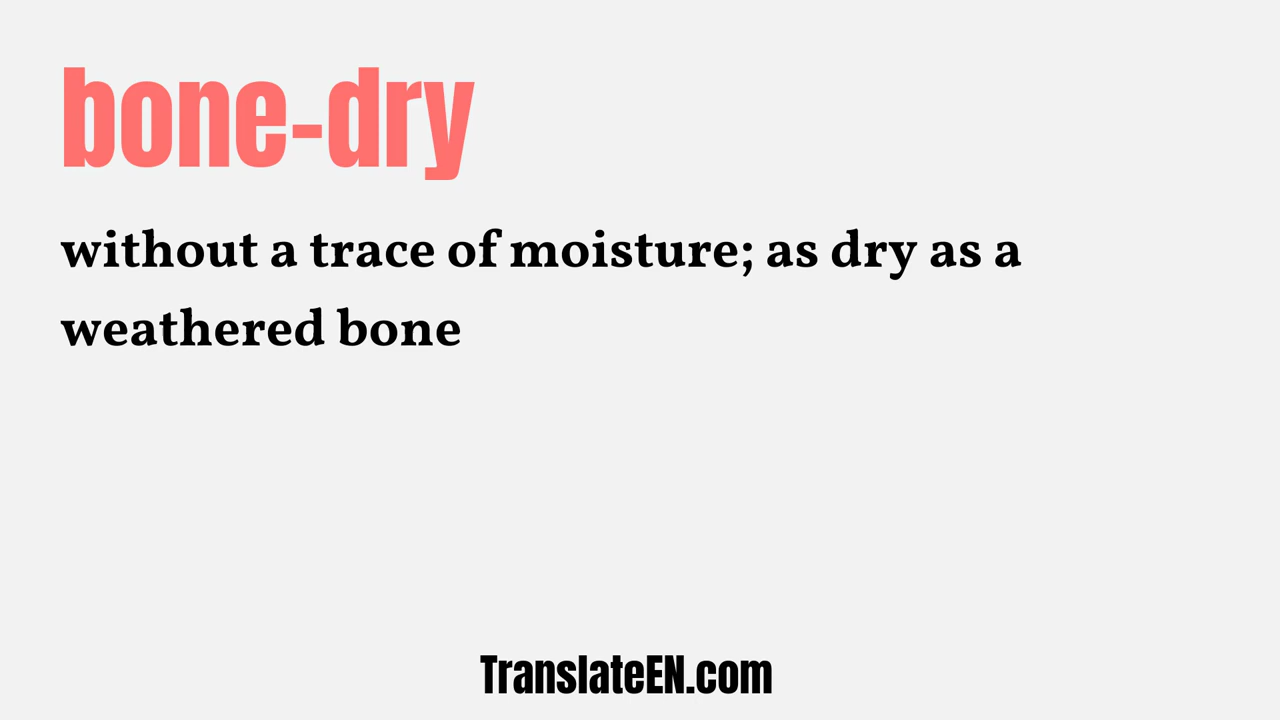 bone-dry
without a trace of moisture; as dry as a
weathered bone
TranslateEN.com